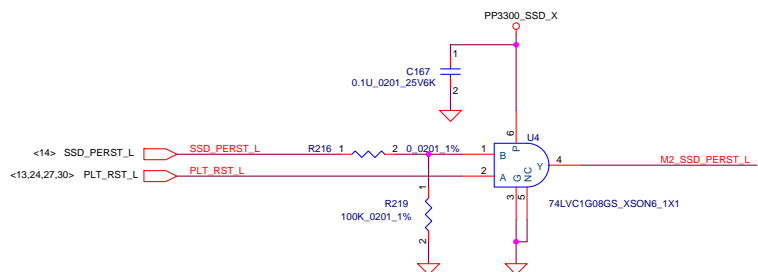 PP3300_SSD_X
1
C167
0.1U_0201_25V6K
2
6
U4
P
<14> SSD_PERST_L SSD_PERST_L R216 1 2 0_0201_1% 1 B
Y 4 M2_SSD_PERST_L
<13,24,27,30> PLT_RST_L PLT_RST_L 2 A
G NC
1
R219
100K_0201_1%
2
3 5
74LVC1G08GS_XSON6_1X1